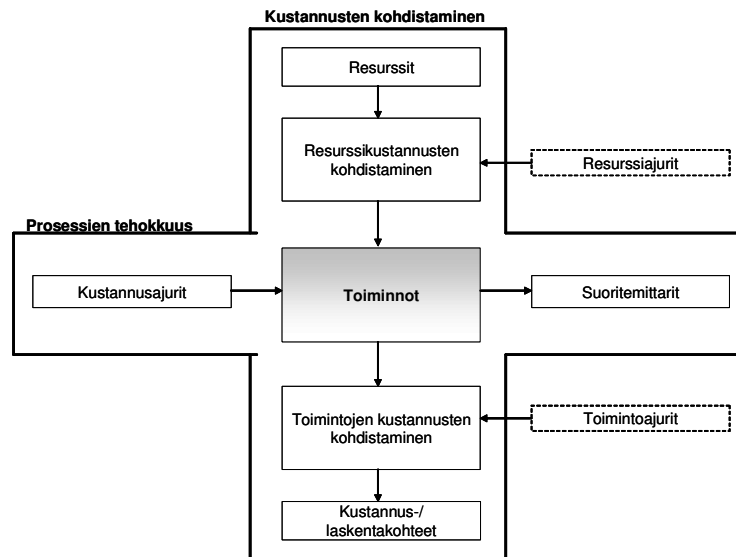 Kustannusten kohdistaminen
Resurssit
Resurssikustannusten
kohdistaminen
Resurssiajurit
Prosessien tehokkuus
Kustannusajurit
Toiminnot
Suoritemittarit
Toimintojen kustannusten
kohdistaminen
Toimintoajurit
Kustannus-/
laskentakohteet